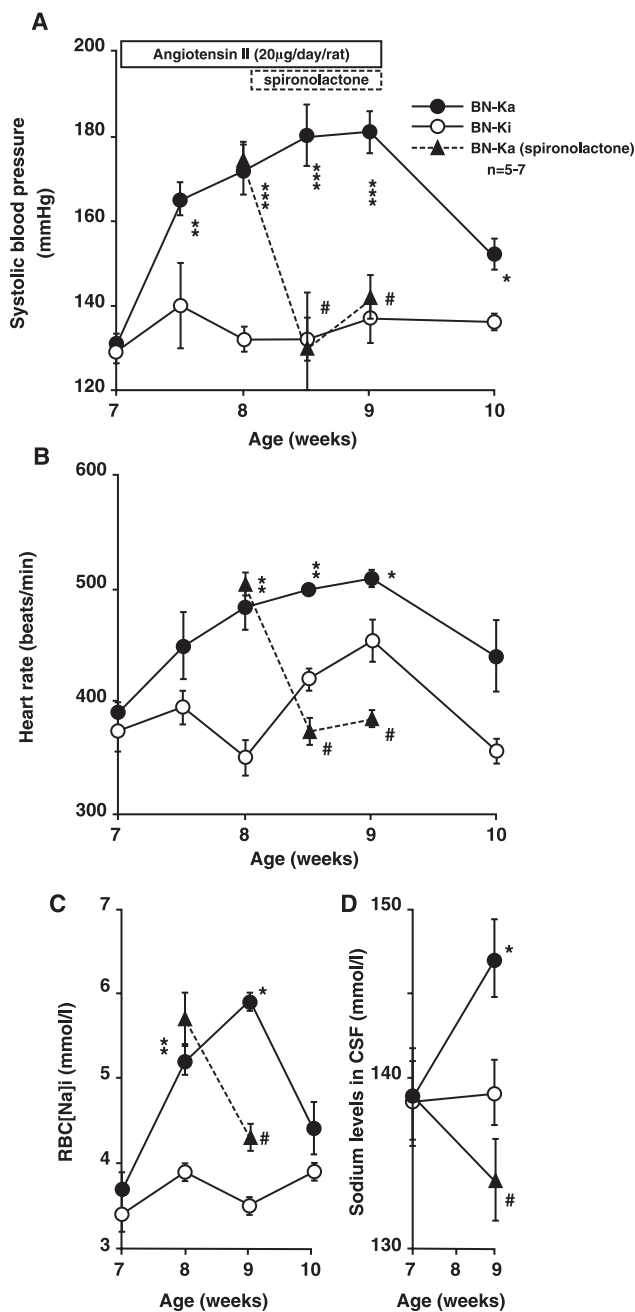 A
Angiotensin II (20μg/day/rat)
spironolactone
200
180
160
140
120
Systolic blood pressure
(mmHg)
BN-Ka
BN-Ki
BN-Ka (spironolactone)
n=5-7
**
***
***
***
*
#
#
7
8
9
10
Age (weeks)
B
600
500
400
300
Heart rate (beats/min)
**
**
*
#
#
7
8
9
10
Age (weeks)
C
7
6
5
4
3
RBC[Na]i (mmol/l)
**
*
#
7
8
9
10
Age (weeks)
D
150
140
130
Sodium levels in CSF (mmol/l)
*
#
7
8
9
Age (weeks)